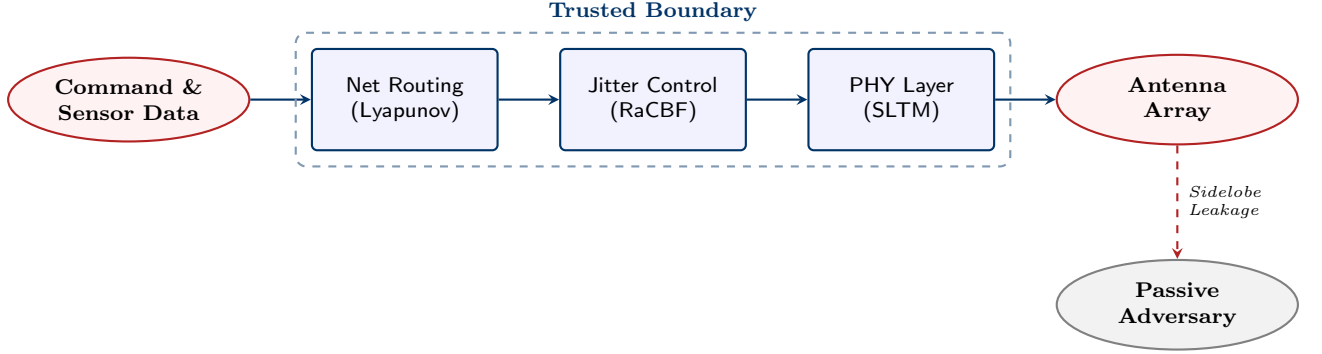 Trusted Boundary
Command &
Sensor Data
Net Routing
(Lyapunov)
Jitter Control
(RaCBF)
PHY Layer
(SLTM)
Antenna
Array
Sidelobe
Leakage
Passive
Adversary